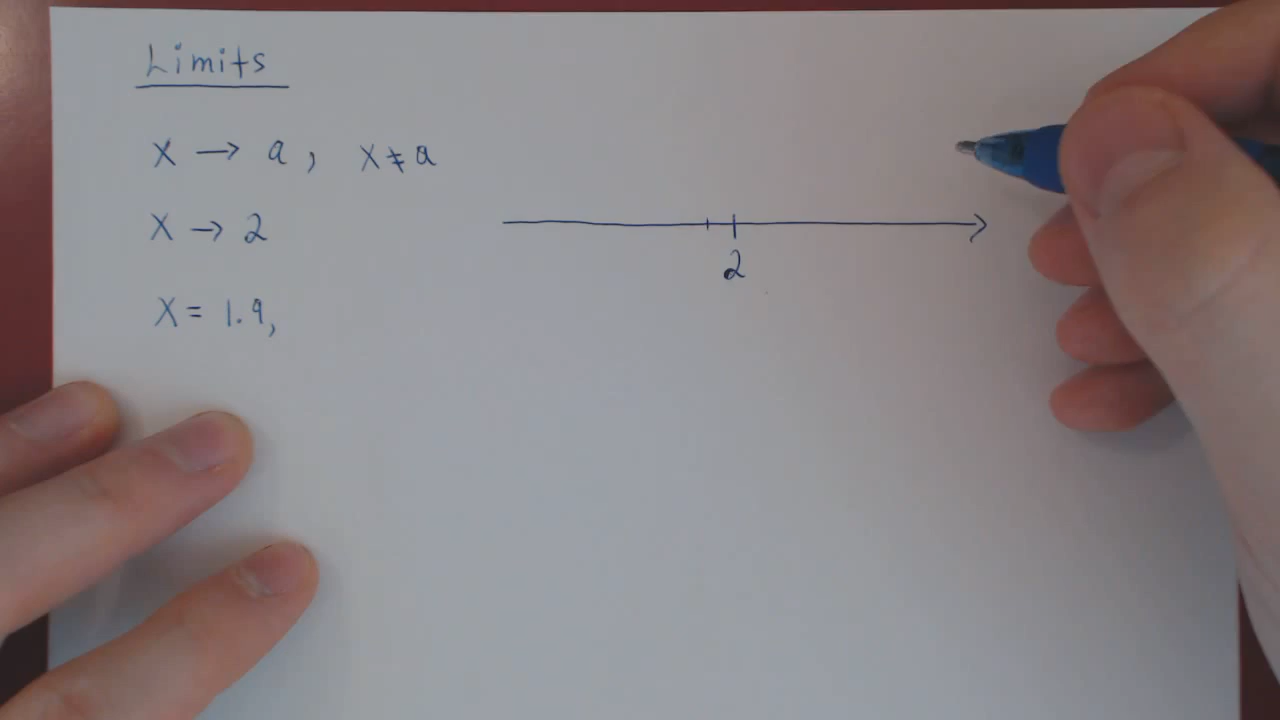 Limits
x → a, x ≠ a
x → 2
2
x = 1.9,